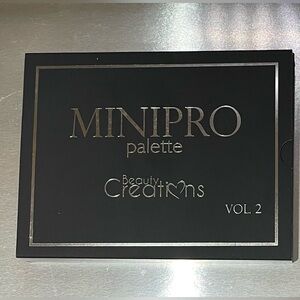 MINIPRO
palette
Beauty
Creations
VOL. 2